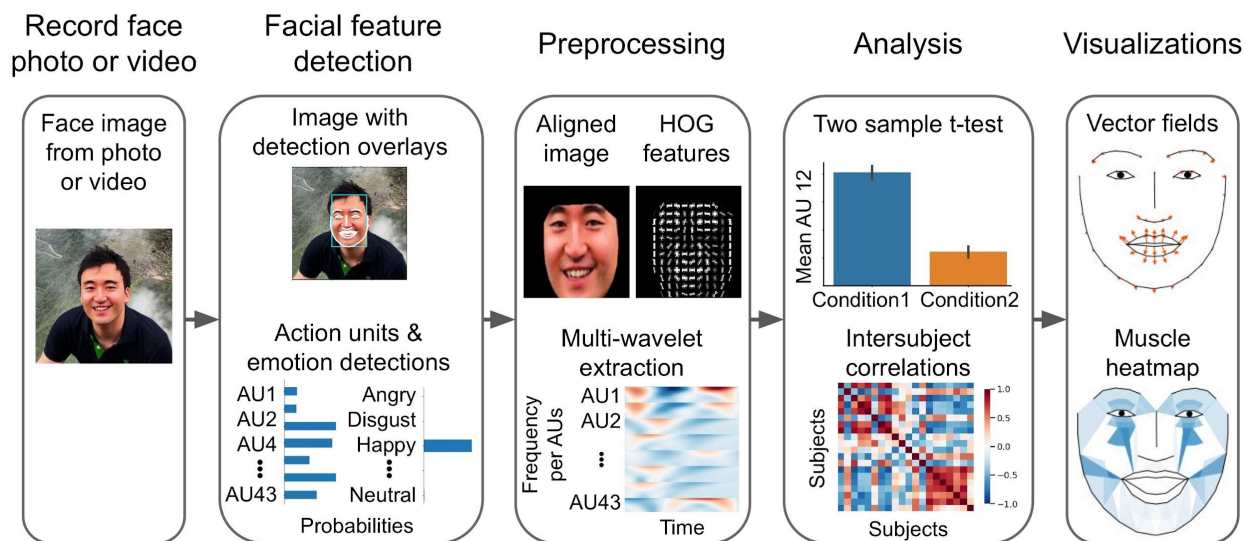 Record face
photo or video
Facial feature
detection
Preprocessing
Analysis
Visualizations
Face image
from photo
or video
Image with
detection overlays
Action units &
emotion detections
AU1
AU2
AU4
AU43
Angry
Disgust
Happy
Neutral
Probabilities
Aligned
image
HOG
features
Multi-wavelet
extraction
Frequency
per AUs
AU1
AU2
AU43
Time
Two sample t-test
Mean AU 12
Condition1 Condition2
Intersubject
correlations
Subjects
Subjects
1.0
0.5
0.0
−0.5
−1.0
Vector fields
Muscle
heatmap